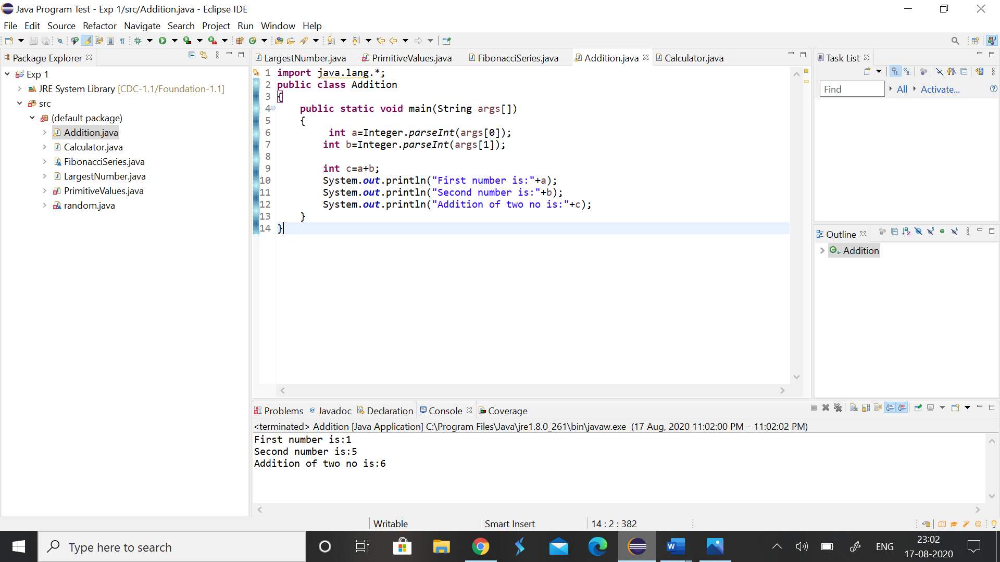 Java Program Test - Exp 1/src/Addition.java - Eclipse IDE
File Edit Source Refactor Navigate Search Project Run Window Help
Package Explorer
Exp 1
JRE System Library [CDC-1.1/Foundation-1.1]
src
(default package)
Addition.java
Calculator.java
FibonacciSeries.java
LargestNumber.java
PrimitiveValues.java
random.java
LargestNumber.java PrimitiveValues.java FibonacciSeries.java Addition.java Calculator.java
1 import java.lang.*;
2 public class Addition
3 {
4 public static void main(String args[])
5 {
6 int a=Integer.parseInt(args[0]);
7 int b=Integer.parseInt(args[1]);
8
9 int c=a+b;
10 System.out.println("First number is:"+a);
11 System.out.println("Second number is:"+b);
12 System.out.println("Addition of two no is:"+c);
13 }
14 }
Task List
Find All Activate...
Outline
Addition
Problems Javadoc Declaration Console Coverage
<terminated> Addition [Java Application] C:\Program Files\Java\jre1.8.0_261\bin\javaw.exe (17 Aug, 2020 11:02:00 PM – 11:02:02 PM)
First number is:1
Second number is:5
Addition of two no is:6
Writable Smart Insert 14 : 2 : 382
Type here to search
ENG
23:02
17-08-2020